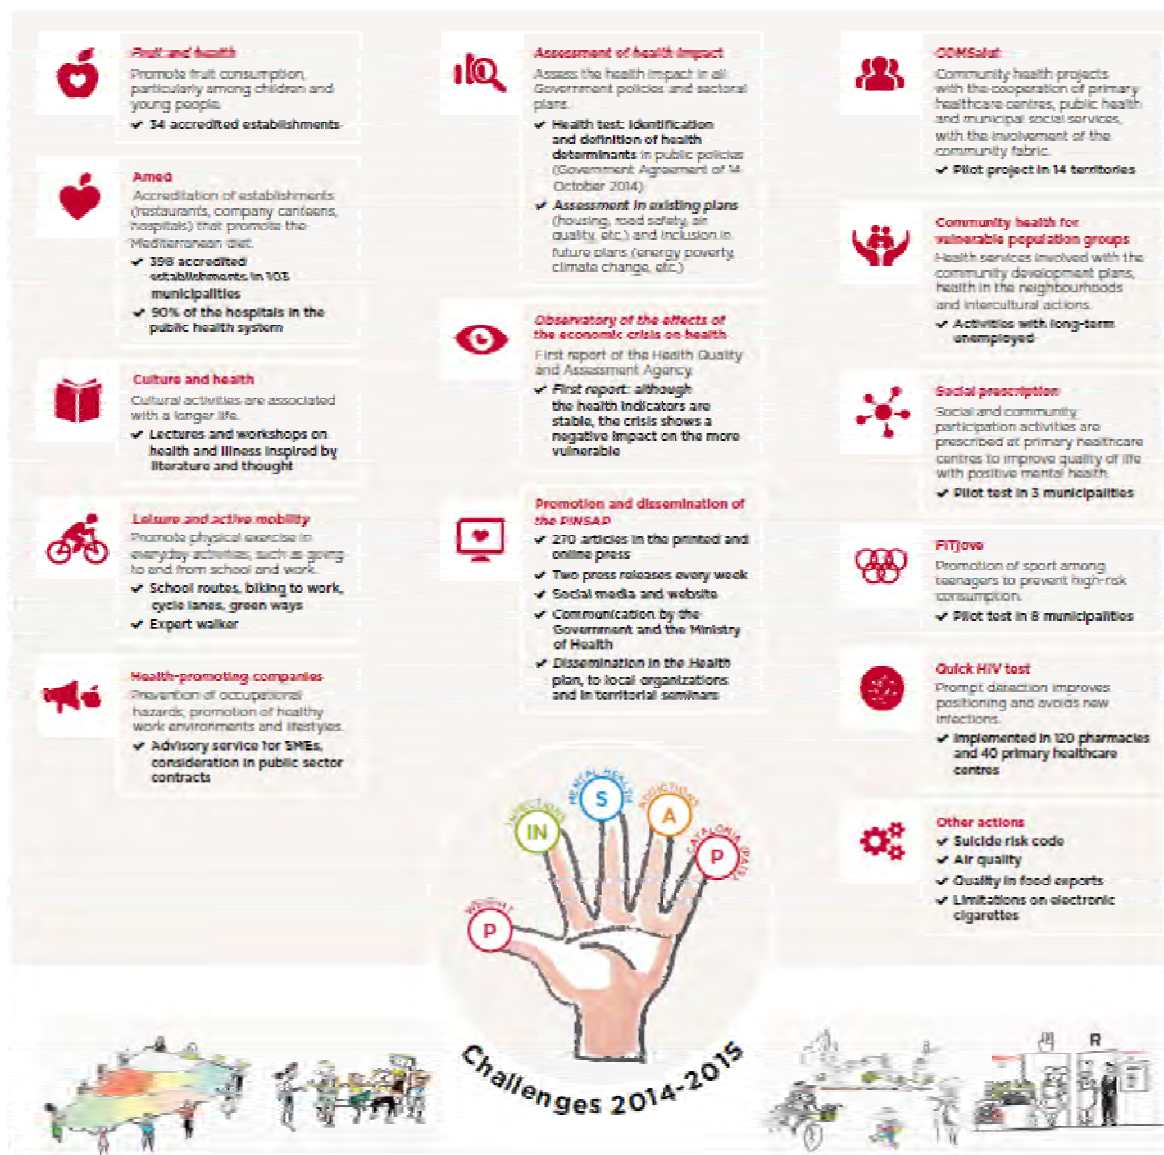 Fruit and health
Promote fruit consumption,
particularly among children and
young people.
✔ 34 accredited establishments
Amed
Accreditation of establishments
(restaurants, company canteens,
hospitals) that promote the
Mediterranean diet.
✔ 398 accredited
establishments in 103
municipalities
✔ 90% of the hospitals in the
public health system
Culture and health
Cultural activities are associated
with a longer life.
✔ Lectures and workshops on
health and illness inspired by
literature and thought
Leisure and active mobility
Promote physical exercise in
everyday activities, such as going
to and from school and work.
✔ School routes, biking to work,
cycle lanes, green ways
✔ Expert walker
Health-promoting companies
Prevention of occupational
hazards; promotion of healthy
work environments and lifestyles.
✔ Advisory service for SMEs,
consideration in public sector
contracts
Assessment of health impact
Assess the health impact in all
Government policies and sectoral
plans.
✔ Health test: identification
and definition of health
determinants in public policies
(Government Agreement of 14
October 2014)
✔ Assessment in existing plans
(housing, road safety, air
quality, etc.) and inclusion in
future plans (energy poverty,
climate change, etc.)
Observatory of the effects of
the economic crisis on health
First report of the Health Quality
and Assessment Agency.
✔ First report: although
the health indicators are
stable, the crisis shows a
negative impact on the more
vulnerable
Promotion and dissemination of
the PINSAP
✔ 270 articles in the printed and
online press
✔ Two press releases every week
✔ Social media and website
✔ Communication by the
Government and the Ministry
of Health
✔ Dissemination in the Health
plan, to local organizations
and in territorial seminars
COMSalut
Community health projects
with the cooperation of primary
healthcare centres, public health
and municipal social services,
with the involvement of the
community fabric.
✔ Pilot project in 14 territories
Community health for
vulnerable population groups
Health services involved with the
community development plans,
health in the neighbourhoods
and intercultural actions.
✔ Activities with long-term
unemployed
Social prescription
Social and community
participation activities are
prescribed at primary healthcare
centres to improve quality of life
with positive mental health.
✔ Pilot test in 3 municipalities
FITjove
Promotion of sport among
teenagers to prevent high-risk
consumption.
✔ Pilot test in 8 municipalities
Quick HIV test
Prompt detection improves
positioning and avoids new
infections.
✔ Implemented in 120 pharmacies
and 40 primary healthcare
centres
Other actions
✔ Suicide risk code
✔ Air quality
✔ Quality in food exports
✔ Limitations on electronic
cigarettes
WEIGHT
P
INFECTIONS
IN
MENTAL HEALTH
S
ADDICTIONS
A
CATALONIA
P
Challenges 2014-2015
R